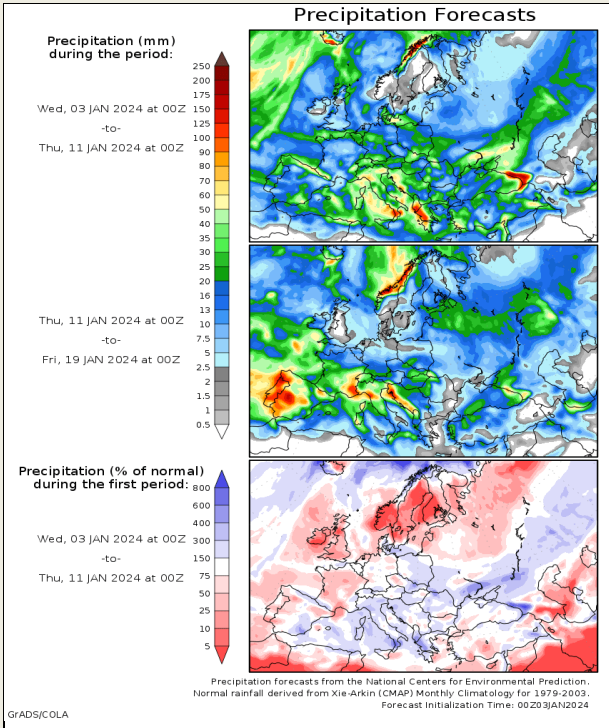 Precipitation Forecasts
Precipitation (mm)
during the period:
Wed, 03 JAN 2024 at 00Z
-to-
Thu, 11 JAN 2024 at 00Z
250
200
175
150
125
100
90
80
70
60
50
40
35
30
25
20
16
13
10
7.5
5
2.5
2
1.5
1
0.5
Thu, 11 JAN 2024 at 00Z
-to-
Fri, 19 JAN 2024 at 00Z
Precipitation (% of normal)
during the first period:
Wed, 03 JAN 2024 at 00Z
-to-
Thu, 11 JAN 2024 at 00Z
800
600
400
300
150
75
50
25
10
5
Precipitation forecasts from the National Centers for Environmental Prediction.
Normal rainfall derived from Xie-Arkin (CMAP) Monthly Climatology for 1979-2003.
Forecast Initialization Time: 00Z03JAN2024
GrADS/COLA